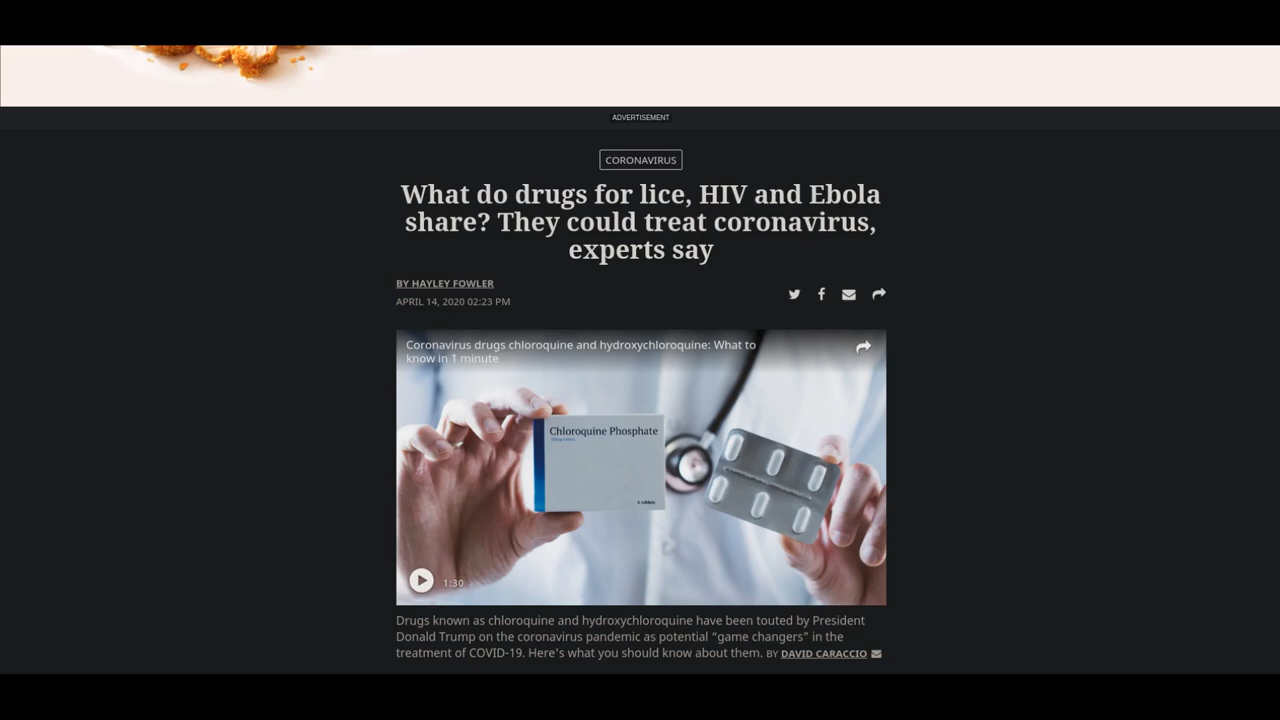 ADVERTISEMENT
CORONAVIRUS
What do drugs for lice, HIV and Ebola
share? They could treat coronavirus,
experts say
BY HAYLEY FOWLER
APRIL 14, 2020 02:23 PM
Coronavirus drugs chloroquine and hydroxychloroquine: What to
know in 1 minute
Chloroquine Phosphate
6 tablets
1:30
Drugs known as chloroquine and hydroxychloroquine have been touted by President
Donald Trump on the coronavirus pandemic as potential “game changers” in the
treatment of COVID-19. Here's what you should know about them. BY DAVID CARACCIO